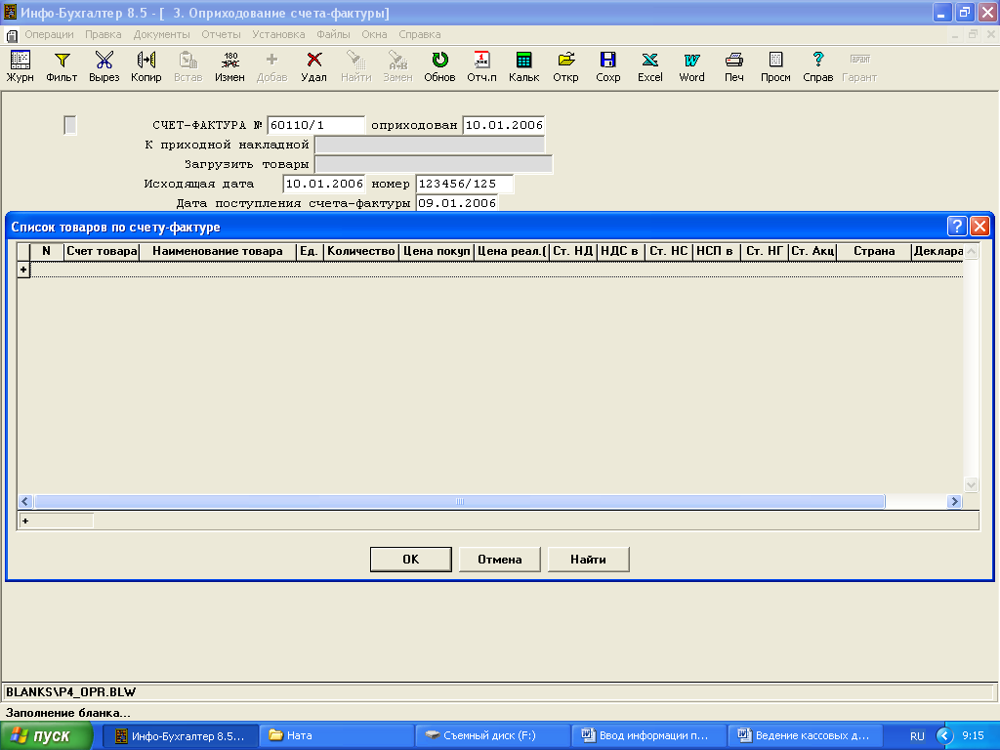 Инфо-Бухгалтер 8.5 - [ 3. Оприходование счета-фактуры]
Операции Правка Документы Отчеты Установка Файлы Окна Справка
Журн Фильт Вырез Копир Встав Измен Добав Удал Найти Замен Обнов Отч.п Кальк Откр Сохр Excel Word Печ Просм Справ Гарант
СЧЕТ-ФАКТУРА № 60110/1 оприходован 10.01.2006
К приходной накладной
Загрузить товары
Исходящая дата 10.01.2006 номер 123456/125
Дата поступления счета-фактуры 09.01.2006
Список товаров по счету-фактуре
N Счет товара Наименование товара Ед. Количество Цена покуп Цена реал.( Ст. НД НДС в Ст. НС НСП в Ст. НГ Ст. Акц Страна Деклара
+
+
OK Отмена Найти
BLANKS\P4_OPR.BLW
Заполнение бланка...
пуск Инфо-Бухгалтер 8.5... Ната Съемный диск (F:) Ввод информации п... Ведение кассовых д... RU 9:15